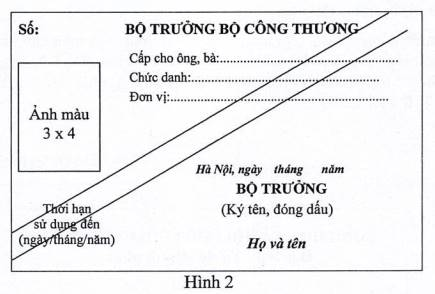 Số:
BỘ TRƯỞNG BỘ CÔNG THƯƠNG
Cấp cho ông, bà:
Chức danh:
Đơn vị:
Ảnh màu
3 x 4
Hà Nội, ngày tháng năm
BỘ TRƯỞNG
(Ký tên, đóng dấu)
Họ và tên
Thời hạn
sử dụng đến
(ngày/tháng/năm)
Hình 2